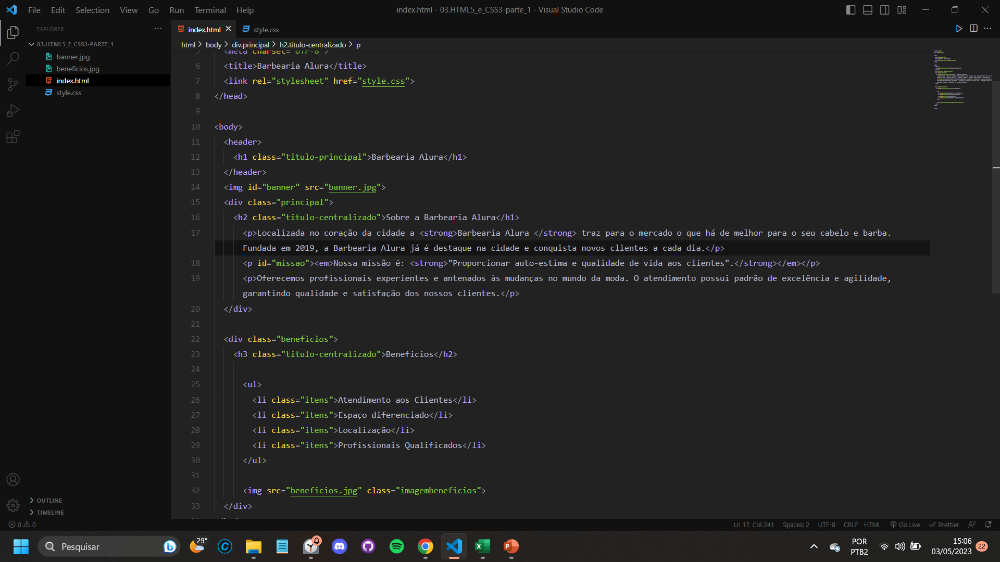 File Edit Selection View Go Run Terminal Help
index.html - 03.HTML5_e_CSS3-parte_1 - Visual Studio Code
EXPLORER
index.html
style.css
03.HTML5_E_CSS3-PARTE_1
banner.jpg
beneficios.jpg
index.html
style.css
html > body > div.principal > h2.titulo-centralizado > p
5 <meta charset="UTF-8">
6 <title>Barbearia Alura</title>
7 <link rel="stylesheet" href="style.css">
8 </head>
9
10 <body>
11 <header>
12 <h1 class="titulo-principal">Barbearia Alura</h1>
13 </header>
14 <img id="banner" src="banner.jpg">
15 <div class="principal">
16 <h2 class="titulo-centralizado">Sobre a Barbearia Alura</h1>
17 <p>Localizada no coração da cidade a <strong>Barbearia Alura </strong> traz para o mercado o que há de melhor para o seu cabelo e barba.
Fundada em 2019, a Barbearia Alura já é destaque na cidade e conquista novos clientes a cada dia.</p>
18 <p id="missao"><em>Nossa missão é: <strong>"Proporcionar auto-estima e qualidade de vida aos clientes".</strong></em></p>
19 <p>Oferecemos profissionais experientes e antenados às mudanças no mundo da moda. O atendimento possui padrão de excelência e agilidade,
garantindo qualidade e satisfação dos nossos clientes.</p>
20 </div>
21
22 <div class="beneficios">
23 <h3 class="titulo-centralizado">Benefícios</h2>
24
25 <ul>
26 <li class="itens">Atendimento aos Clientes</li>
27 <li class="itens">Espaço diferenciado</li>
28 <li class="itens">Localização</li>
29 <li class="itens">Profissionais Qualificados</li>
30 </ul>
31
32 <img src="beneficios.jpg" class="imagembeneficios">
33 </div>
OUTLINE
TIMELINE
0 0
Ln 17, Col 241 Spaces: 2 UTF-8 CRLF HTML Go Live Prettier
Pesquisar
29°
POR
PTB2
15:06
03/05/2023
22